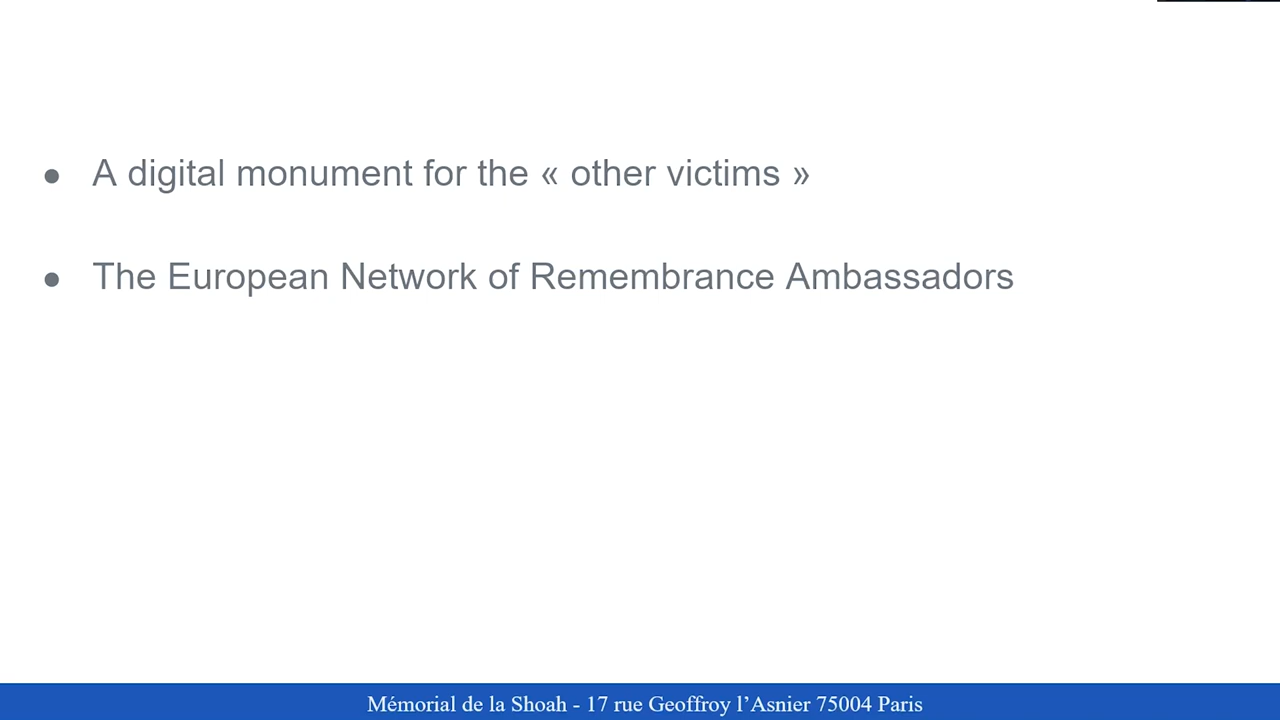 ● A digital monument for the « other victims »
● The European Network of Remembrance Ambassadors
Mémorial de la Shoah - 17 rue Geoffroy l’Asnier 75004 Paris